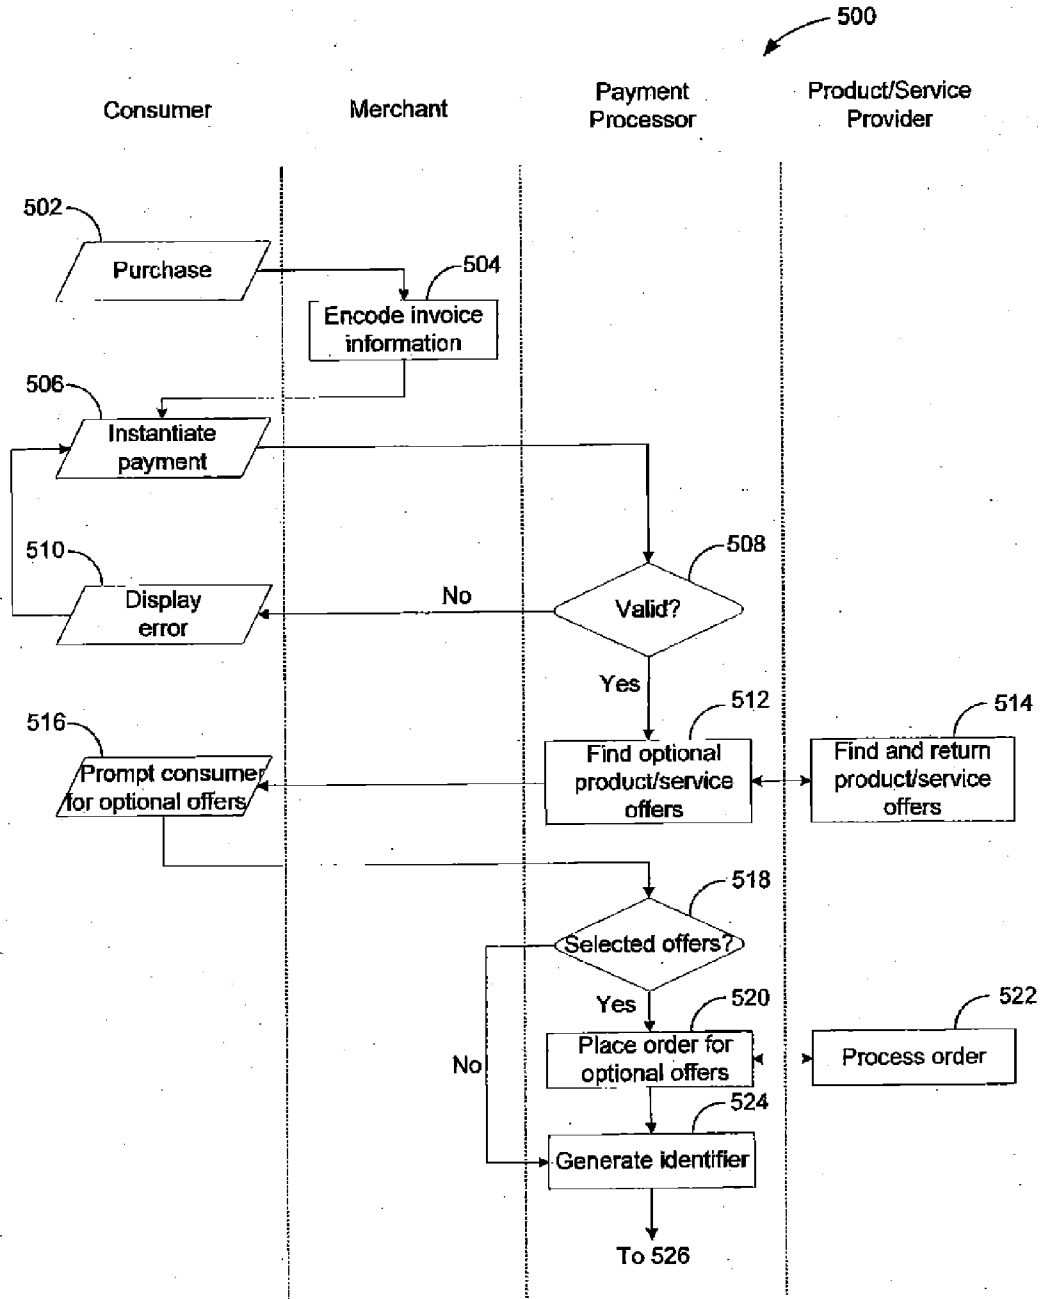 500
Consumer
Merchant
Payment
Processor
Product/Service
Provider
502
Purchase
504
Encode invoice
information
506
Instantiate
payment
508
Valid?
510
Display
error
No
Yes
512
Find optional
product/service
offers
514
Find and return
product/service
offers
516
Prompt consumer
for optional offers
518
Selected offers?
Yes
No
520
Place order for
optional offers
522
Process order
524
Generate identifier
To 526